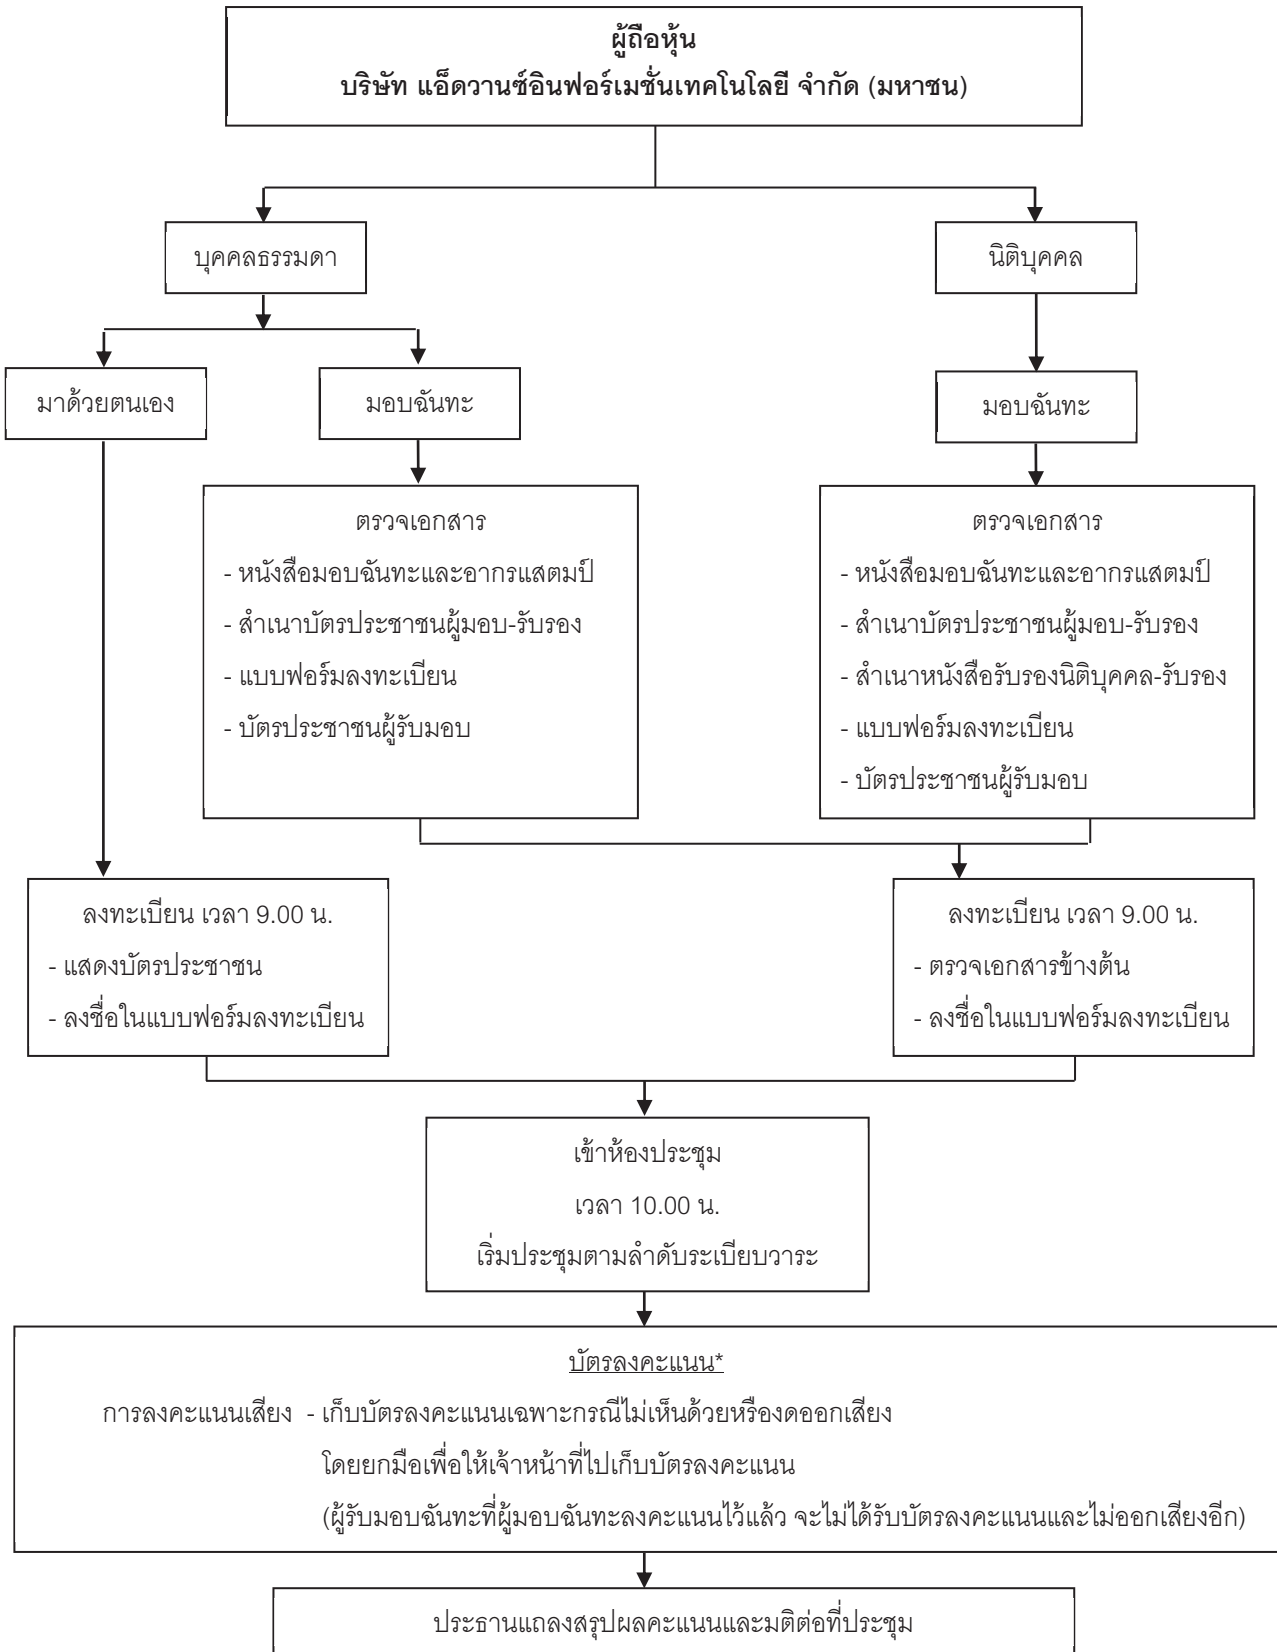 ผู้ถือหุ้น
บริษัท แอ็ดวานซ์อินฟอร์เมชั่นเทคโนโลยี จำกัด (มหาชน)
บุคคลธรรมดา
นิติบุคคล
มาด้วยตนเอง
มอบฉันทะ
มอบฉันทะ
ตรวจเอกสาร
- หนังสือมอบฉันทะและอากรแสตมป์
- สำเนาบัตรประชาชนผู้มอบ-รับรอง
- แบบฟอร์มลงทะเบียน
- บัตรประชาชนผู้รับมอบ
ตรวจเอกสาร
- หนังสือมอบฉันทะและอากรแสตมป์
- สำเนาบัตรประชาชนผู้มอบ-รับรอง
- สำเนาหนังสือรับรองนิติบุคคล-รับรอง
- แบบฟอร์มลงทะเบียน
- บัตรประชาชนผู้รับมอบ
ลงทะเบียน เวลา 9.00 น.
- แสดงบัตรประชาชน
- ลงชื่อในแบบฟอร์มลงทะเบียน
ลงทะเบียน เวลา 9.00 น.
- ตรวจเอกสารข้างต้น
- ลงชื่อในแบบฟอร์มลงทะเบียน
เข้าห้องประชุม
เวลา 10.00 น.
เริ่มประชุมตามลำดับระเบียบวาระ
บัตรลงคะแนน*
การลงคะแนนเสียง - เก็บบัตรลงคะแนนเฉพาะกรณีไม่เห็นด้วยหรืองดออกเสียง
โดยยกมือเพื่อให้เจ้าหน้าที่ไปเก็บบัตรลงคะแนน
(ผู้รับมอบฉันทะที่ผู้มอบฉันทะลงคะแนนไว้แล้ว จะไม่ได้รับบัตรลงคะแนนและไม่ออกเสียงอีก)
ประธานแถลงสรุปผลคะแนนและมติต่อที่ประชุม